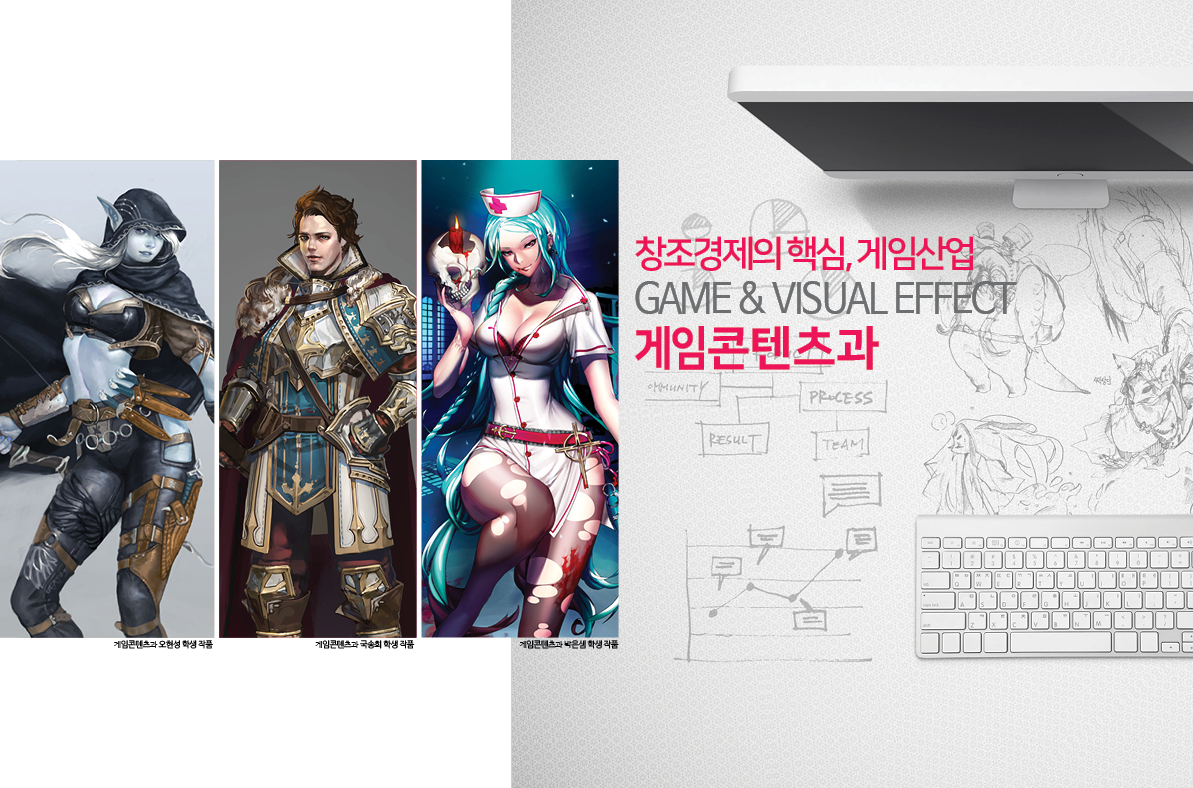 창조경제의 핵심, 게임산업
GAME & VISUAL EFFECT
게임콘텐츠과
PROCESS
RESULT
TEAM
게임콘텐츠과 오현성 학생 작품
게임콘텐츠과 국송희 학생 작품
게임콘텐츠과 박은샘 학생 작품